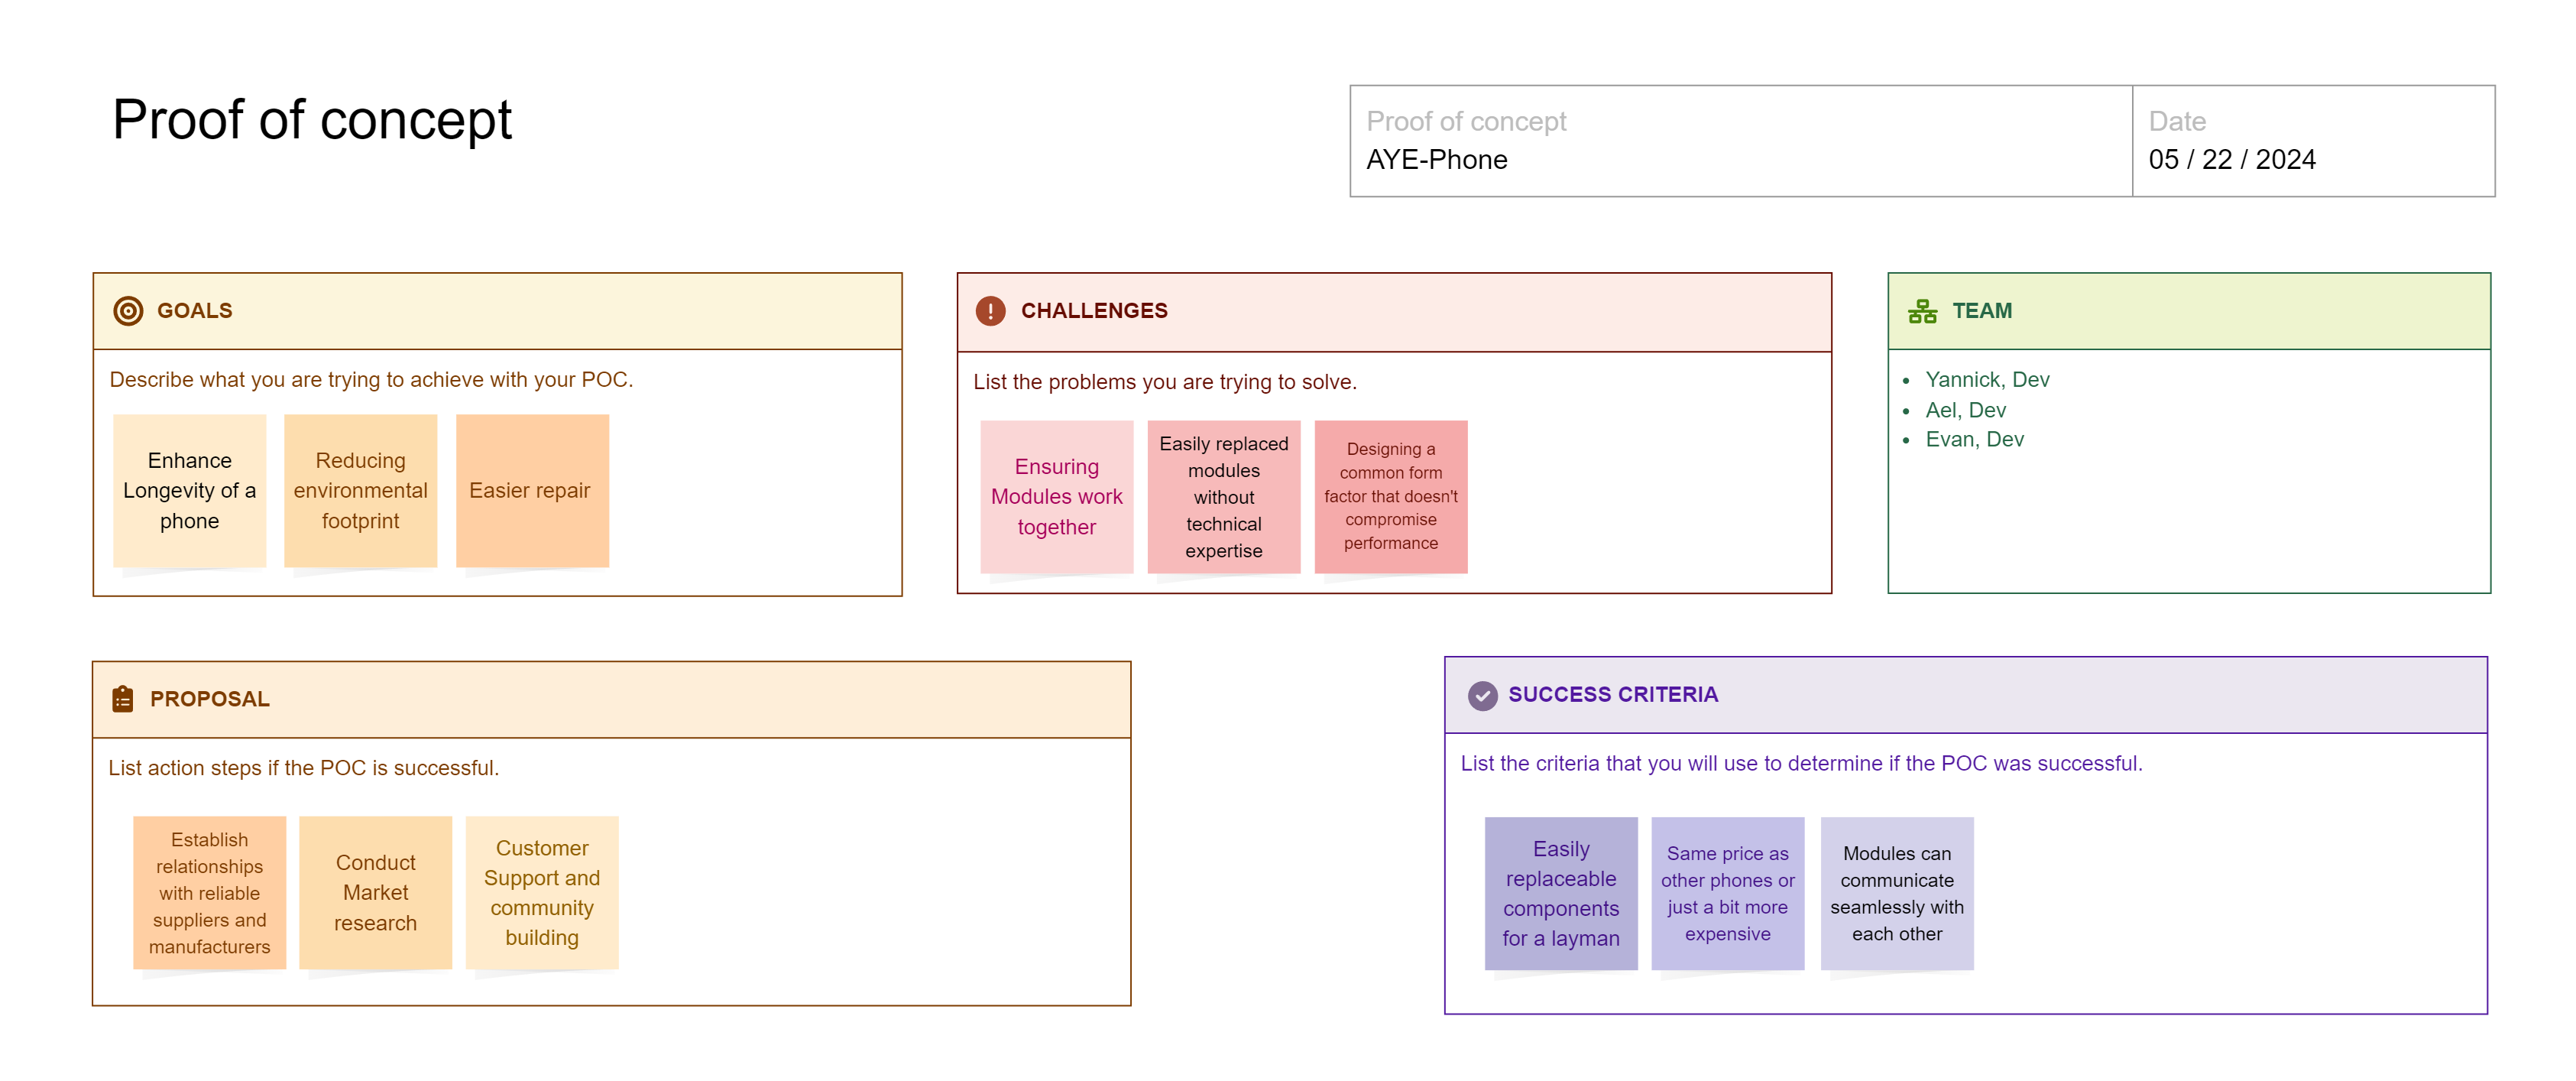 Proof of concept
Proof of concept
AYE-Phone
Date
05 / 22 / 2024
GOALS
Describe what you are trying to achieve with your POC.
Enhance
Longevity of a
phone
Reducing
environmental
footprint
Easier repair
CHALLENGES
List the problems you are trying to solve.
Ensuring
Modules work
together
Easily replaced
modules
without
technical
expertise
Designing a
common form
factor that doesn't
compromise
performance
TEAM
• Yannick, Dev
• Ael, Dev
• Evan, Dev
PROPOSAL
List action steps if the POC is successful.
Establish
relationships
with reliable
suppliers and
manufacturers
Conduct
Market
research
Customer
Support and
community
building
SUCCESS CRITERIA
List the criteria that you will use to determine if the POC was successful.
Easily
replaceable
components
for a layman
Same price as
other phones or
just a bit more
expensive
Modules can
communicate
seamlessly with
each other